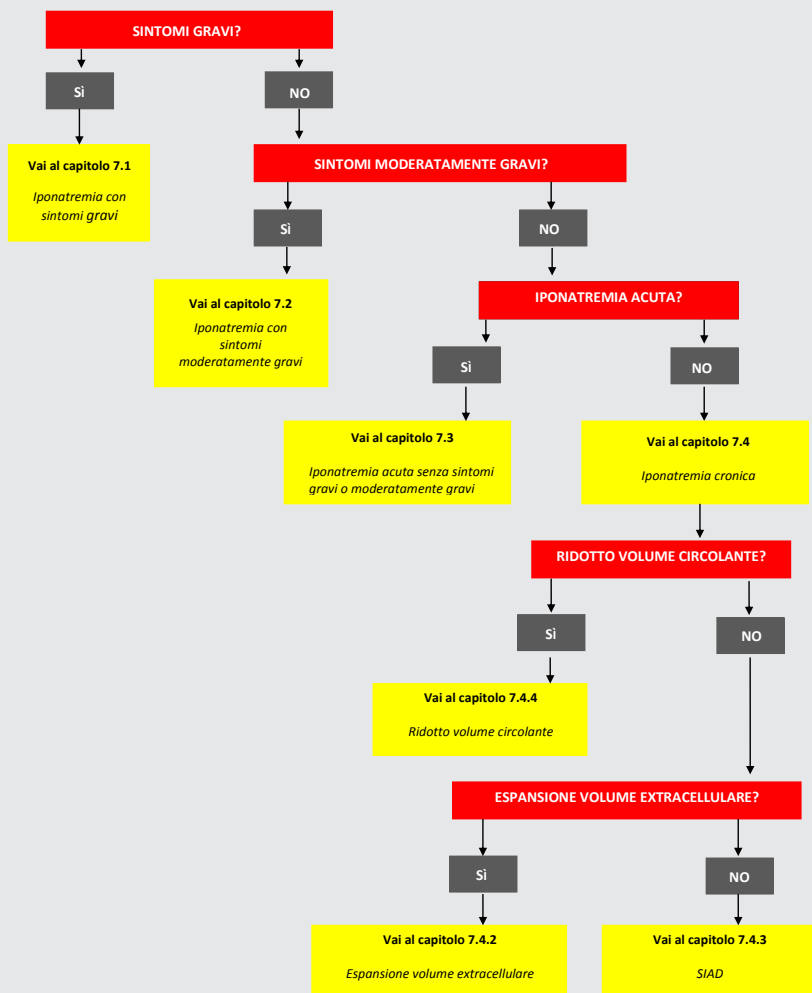 SINTOMI GRAVI?
Sì
NO
Vai al capitolo 7.1
Iponatremia con
sintomi gravi
SINTOMI MODERATAMENTE GRAVI?
Sì
NO
Vai al capitolo 7.2
Iponatremia con
sintomi
moderatamente gravi
IPONATREMIA ACUTA?
Sì
NO
Vai al capitolo 7.3
Iponatremia acuta senza sintomi
gravi o moderatamente gravi
Vai al capitolo 7.4
Iponatremia cronica
RIDOTTO VOLUME CIRCOLANTE?
Sì
NO
Vai al capitolo 7.4.4
Ridotto volume circolante
ESPANSIONE VOLUME EXTRACELLULARE?
Sì
NO
Vai al capitolo 7.4.2
Espansione volume extracellulare
Vai al capitolo 7.4.3
SIAD